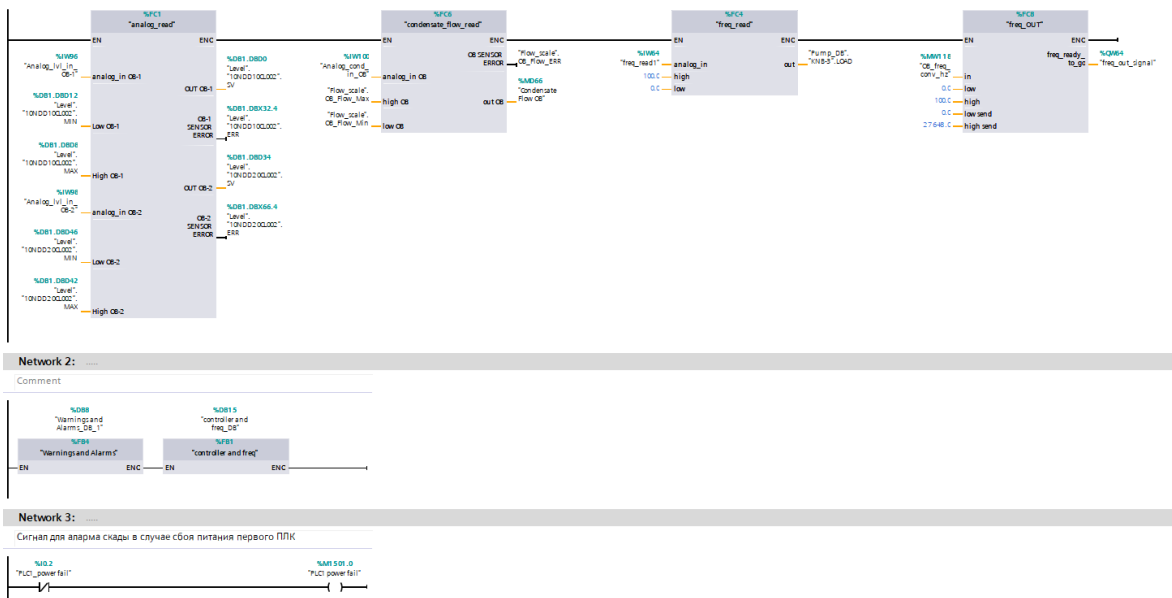 %FC1
"analog_read"
EN
ENO
%IW96
"Analog_lvl_in_
OB-1"
analog_in OB-1
%DB1.DBD12
"Level".
"10NDD10CL002".
MIN
Low OB-1
%DB1.DBD8
"Level".
"10NDD10CL002".
MAX
High OB-1
%IW98
"Analog_lvl_in_
OB-2"
analog_in OB-2
%DB1.DBD46
"Level".
"10NDD20CL002".
MIN
Low OB-2
%DB1.DBD42
"Level".
"10NDD20CL002".
MAX
High OB-2
OUT OB-1
%DB1.DBD0
"Level".
"10NDD10CL002".
SV
OB-1
SENSOR
ERROR
%DB1.DBX32.4
"Level".
"10NDD10CL002".
ERR
OUT OB-2
%DB1.DBD34
"Level".
"10NDD20CL002".
SV
OB-2
SENSOR
ERROR
%DB1.DBX66.4
"Level".
"10NDD20CL002".
ERR
%FC6
"condensate_flow_read"
EN
ENO
%IW100
"Analog_cond_
in_OB"
analog_in OB
"Flow_scale".
OB_Flow_Max
high OB
"Flow_scale".
OB_Flow_Min
low OB
OB SENSOR
ERROR
"Flow_scale".
OB_Flow_ERR
out OB
%MD66
"Condensate
Flow OB"
%FC4
"freq_read"
EN
ENO
%IW64
"freq_read1"
analog_in
100.0
high
0.0
low
out
"Pump_DB".
"KNB-3".LOAD
%FC8
"freq_OUT"
EN
ENO
%MW118
"OB_freq_
conv_hz"
in
0.0
low
100.0
high
0.0
low send
27648.0
high send
freq_ready_
to_go
%QW64
"freq_out_signal"
Network 2: .....
Comment
%DB8
"Warnings and
Alarms_DB_1"
%FB4
"Warnings and Alarms"
EN
ENO
%DB15
"controller and
freq_DB"
%FB1
"controller and freq"
EN
ENO
Network 3: .....
Сигнал для аларма скады в случае сбоя питания первого ПЛК
%I0.2
"PLC1_power fail"
%M1501.0
"PLC1 power fail"